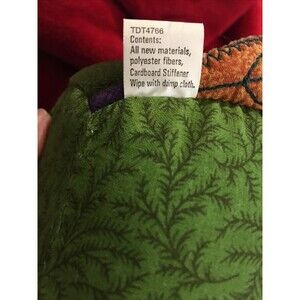 TDT4766
Contents:
All new materials,
polyester fibers,
Cardboard Stiffener
Wipe with damp cloth.